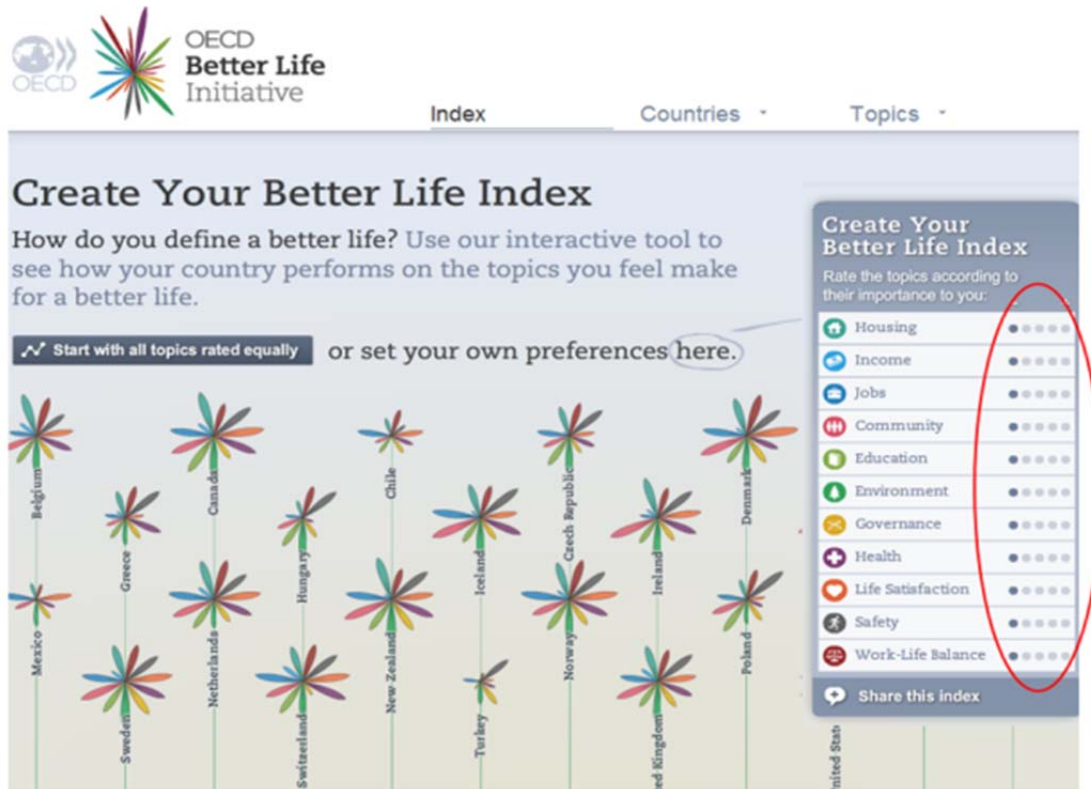 OECD
OECD
Better Life
Initiative
Index
Countries
Topics
Create Your Better Life Index
How do you define a better life? Use our interactive tool to
see how your country performs on the topics you feel make
for a better life.
Start with all topics rated equally
or set your own preferences here.
Create Your
Better Life Index
Rate the topics according to
their importance to you:
Housing
Income
Jobs
Community
Education
Environment
Governance
Health
Life Satisfaction
Safety
Work-Life Balance
Share this index
Belgium
Canada
Chile
Czech Republic
Denmark
Greece
Hungary
Iceland
Ireland
Mexico
Netherlands
New Zealand
Norway
Poland
Sweden
Switzerland
Turkey
ed Kingdom
nited Stat